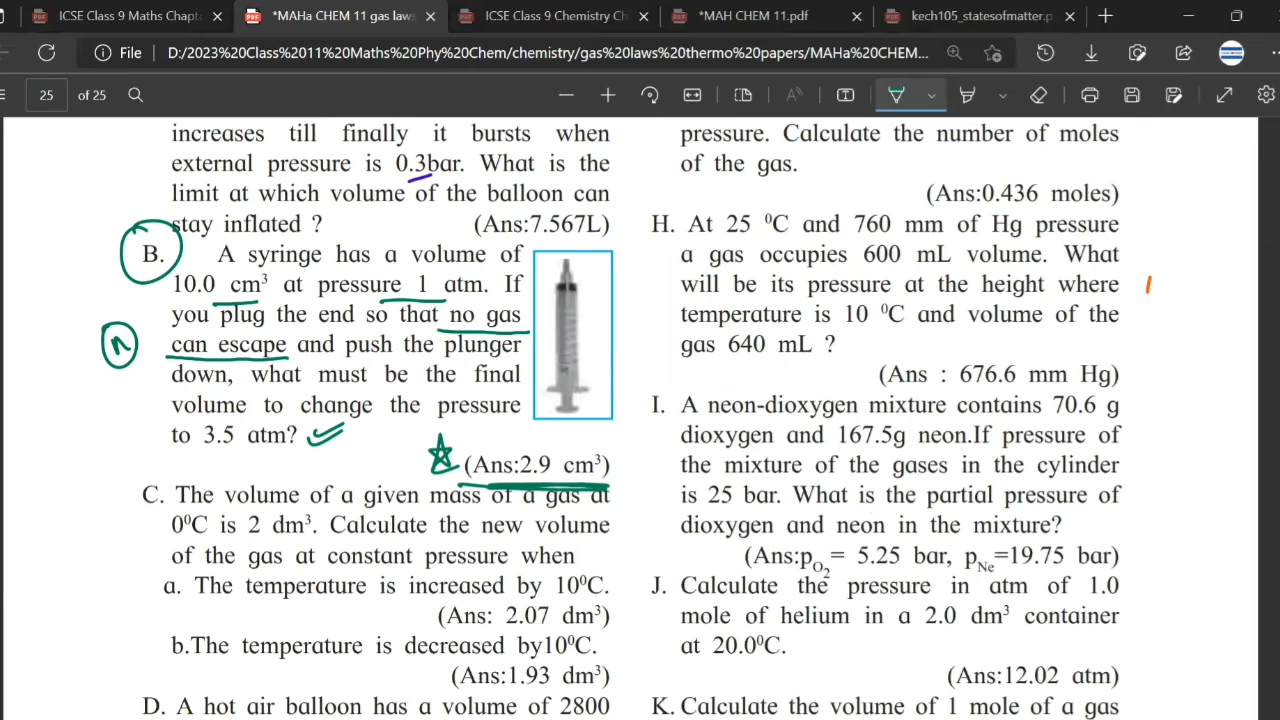 ICSE Class 9 Maths Chapt
*MAHa CHEM 11 gas laws
ICSE Class 9 Chemistry Ch
*MAH CHEM 11.pdf
kech105_statesofmatter.p
File
D:/2023%20Class%2011%20Maths%20Phy%20Chem/chemistry/gas%20laws%20thermo%20papers/MAHa%20CHEM...
25 of 25
increases till finally it bursts when
external pressure is 0.3bar. What is the
limit at which volume of the balloon can
stay inflated ? (Ans:7.567L)
B. A syringe has a volume of
10.0 cm³ at pressure 1 atm. If
you plug the end so that no gas
n
can escape and push the plunger
down, what must be the final
volume to change the pressure
to 3.5 atm?
(Ans:2.9 cm³)
C. The volume of a given mass of a gas at
0⁰C is 2 dm³. Calculate the new volume
of the gas at constant pressure when
a. The temperature is increased by 10⁰C.
(Ans: 2.07 dm³)
b.The temperature is decreased by10⁰C.
(Ans:1.93 dm³)
D. A hot air balloon has a volume of 2800
pressure. Calculate the number of moles
of the gas.
(Ans:0.436 moles)
H. At 25 ⁰C and 760 mm of Hg pressure
a gas occupies 600 mL volume. What
will be its pressure at the height where
temperature is 10 ⁰C and volume of the
gas 640 mL ?
(Ans : 676.6 mm Hg)
I. A neon-dioxygen mixture contains 70.6 g
dioxygen and 167.5g neon.If pressure of
the mixture of the gases in the cylinder
is 25 bar. What is the partial pressure of
dioxygen and neon in the mixture?
(Ans:pO₂= 5.25 bar, pNe=19.75 bar)
J. Calculate the pressure in atm of 1.0
mole of helium in a 2.0 dm³ container
at 20.0⁰C.
(Ans:12.02 atm)
K. Calculate the volume of 1 mole of a gas